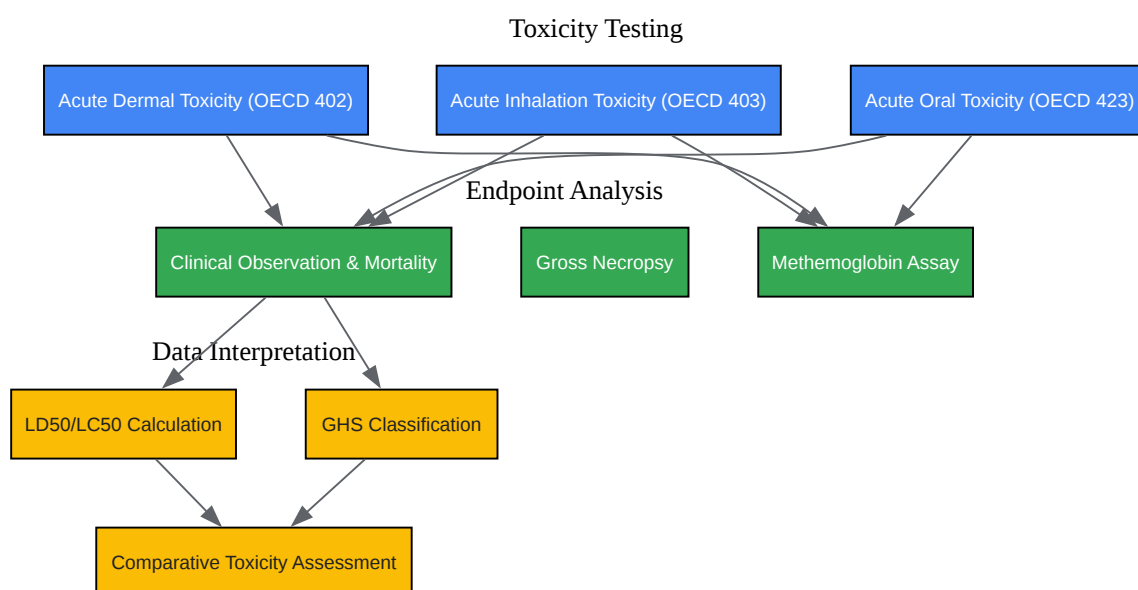 Toxicity Testing
Acute Dermal Toxicity (OECD 402)
Acute Inhalation Toxicity (OECD 403)
Acute Oral Toxicity (OECD 423)
Endpoint Analysis
Clinical Observation & Mortality
Gross Necropsy
Methemoglobin Assay
Data Interpretation
LD50/LC50 Calculation
GHS Classification
Comparative Toxicity Assessment